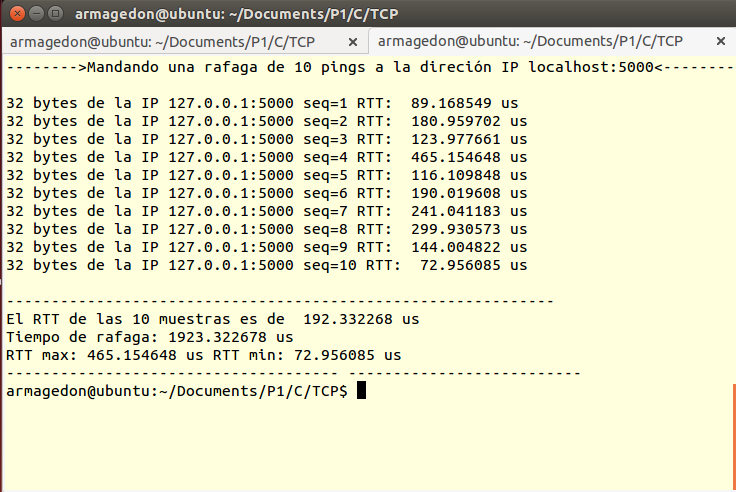 armagedon@ubuntu: ~/Documents/P1/C/TCP
armagedon@ubuntu: ~/Documents/P1/C/TCP × armagedon@ubuntu: ~/Documents/P1/C/TCP ×
-------->Mandando una rafaga de 10 pings a la direción IP localhost:5000<--------
32 bytes de la IP 127.0.0.1:5000 seq=1 RTT:  89.168549 us
32 bytes de la IP 127.0.0.1:5000 seq=2 RTT:  180.959702 us
32 bytes de la IP 127.0.0.1:5000 seq=3 RTT:  123.977661 us
32 bytes de la IP 127.0.0.1:5000 seq=4 RTT:  465.154648 us
32 bytes de la IP 127.0.0.1:5000 seq=5 RTT:  116.109848 us
32 bytes de la IP 127.0.0.1:5000 seq=6 RTT:  190.019608 us
32 bytes de la IP 127.0.0.1:5000 seq=7 RTT:  241.041183 us
32 bytes de la IP 127.0.0.1:5000 seq=8 RTT:  299.930573 us
32 bytes de la IP 127.0.0.1:5000 seq=9 RTT:  144.004822 us
32 bytes de la IP 127.0.0.1:5000 seq=10 RTT:  72.956085 us
-------------------------------------------------------------
El RTT de las 10 muestras es de  192.332268 us
Tiempo de rafaga: 1923.322678 us
RTT max: 465.154648 us RTT min: 72.956085 us
------------------------------------- --------------------------
armagedon@ubuntu:~/Documents/P1/C/TCP$